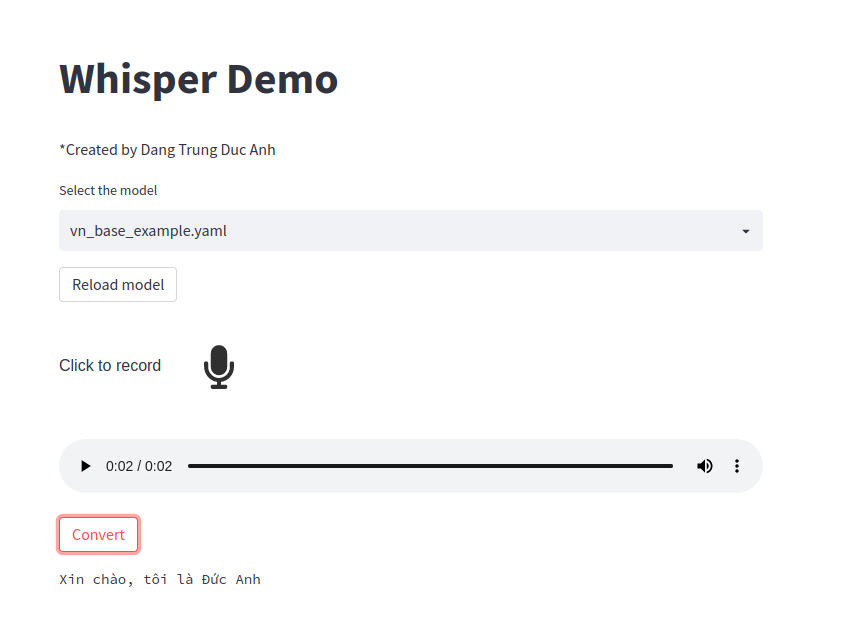 Whisper Demo
*Created by Dang Trung Duc Anh
Select the model
vn_base_example.yaml
Reload model
Click to record
0:02 / 0:02
Convert
Xin chào, tôi là Đức Anh